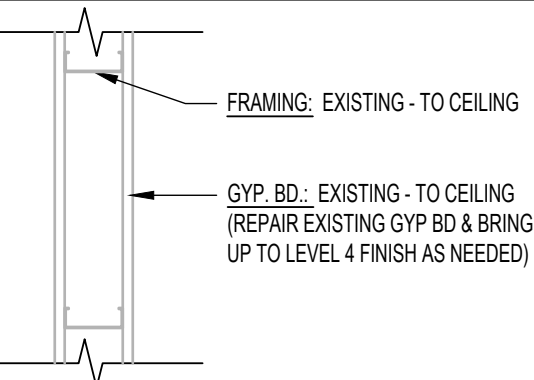 FRAMING: EXISTING - TO CEILING
GYP. BD.: EXISTING - TO CEILING
(REPAIR EXISTING GYP BD & BRING
UP TO LEVEL 4 FINISH AS NEEDED)